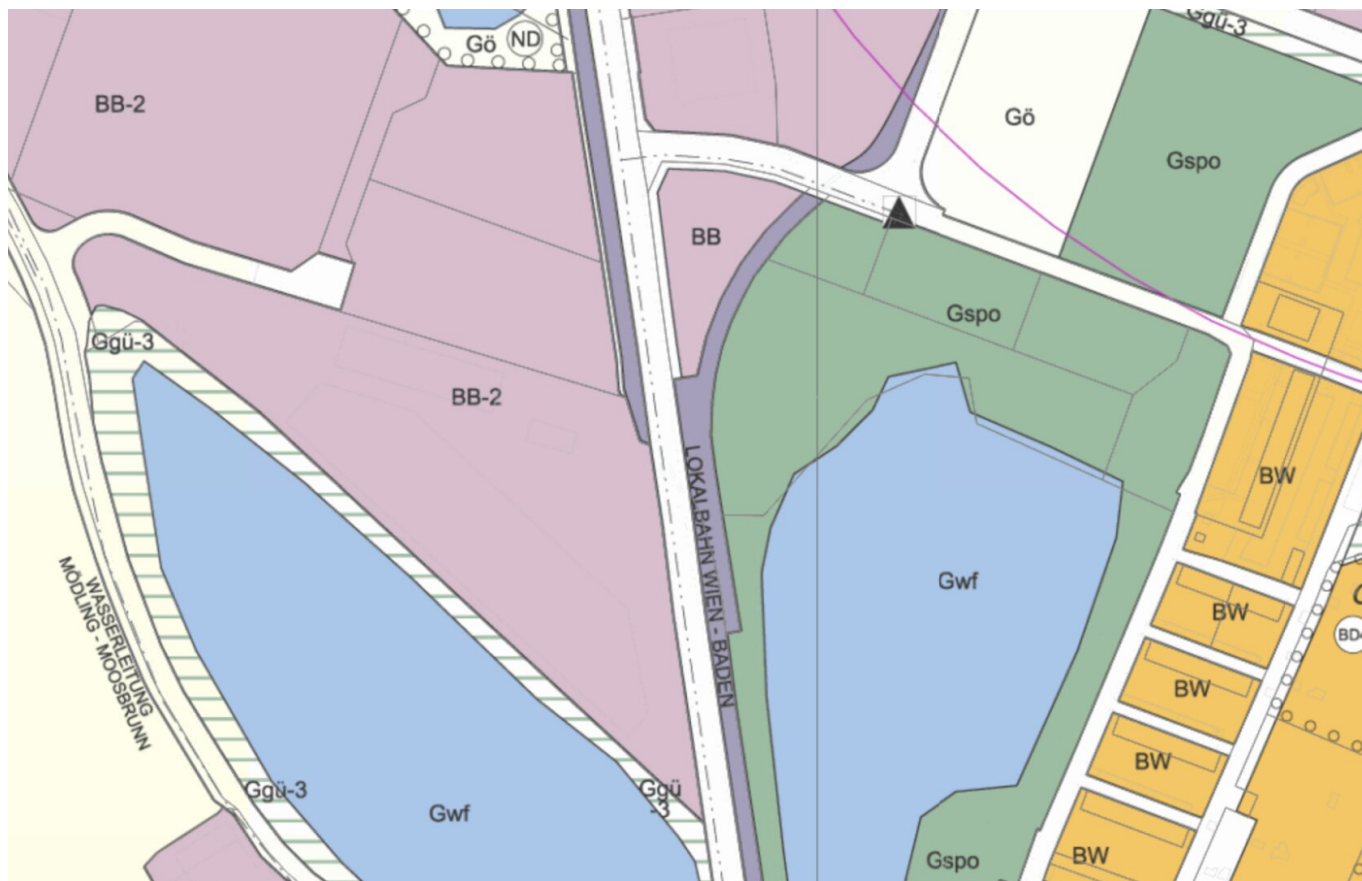 Ggü-3
Gö
ND
BB-2
Gö
Gspo
BB
Gspo
Ggü-3
BB-2
BW
LOKALBAHN WIEN - BADEN
Gwf
WASSERLEITUNG
MÖDLING - MOOSBRUNN
BW
BW
BW
Ggü-3
Ggü
-3
Gwf
Gspo
BW